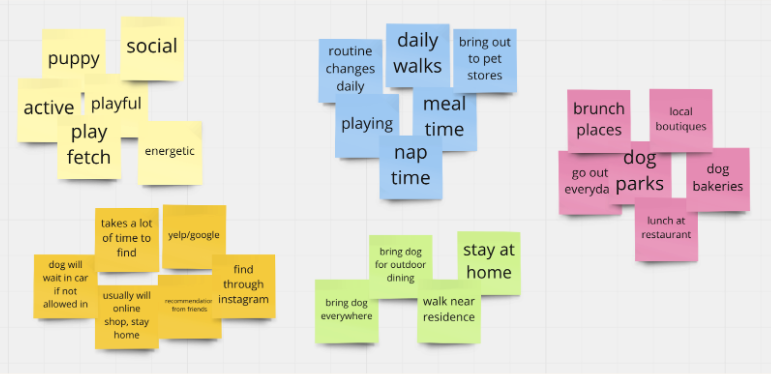 puppy
social
active
playful
play
fetch
energetic
routine
changes
daily
daily
walks
bring out
to pet
stores
playing
meal
time
nap
time
brunch
places
local
boutiques
go out
everyda
dog
parks
dog
bakeries
lunch at
restaurant
takes a lot
of time to
find
yelp/google
dog will
wait in car
if not
allowed in
usually will
online
shop, stay
home
recommendation
from friends
find
through
instagram
bring dog
for outdoor
dining
stay at
home
bring dog
everywhere
walk near
residence